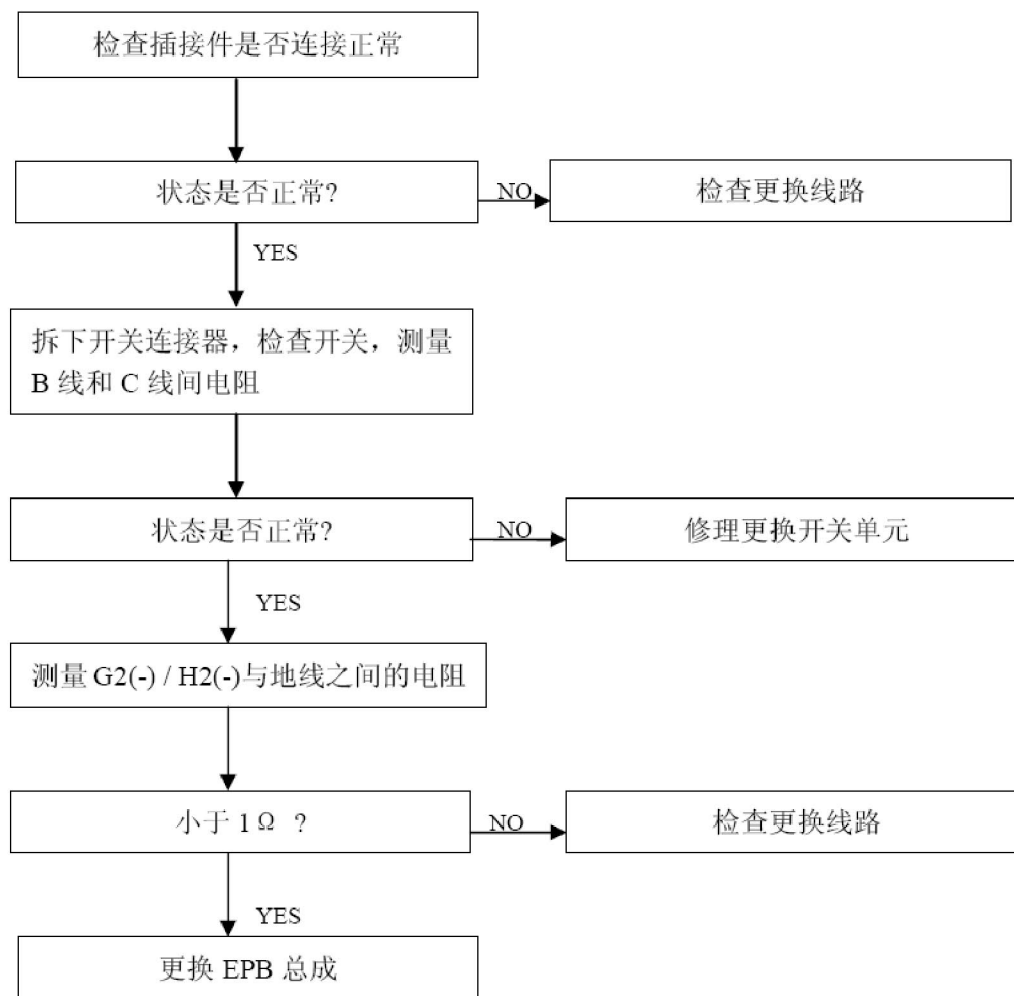 检查插接件是否连接正常
状态是否正常?
NO
检查更换线路
YES
拆下开关连接器，检查开关，测量
B 线和 C 线间电阻
状态是否正常?
NO
修理更换开关单元
YES
测量 G2(-) / H2(-)与地线之间的电阻
小于 1Ω ?
NO
检查更换线路
YES
更换 EPB 总成